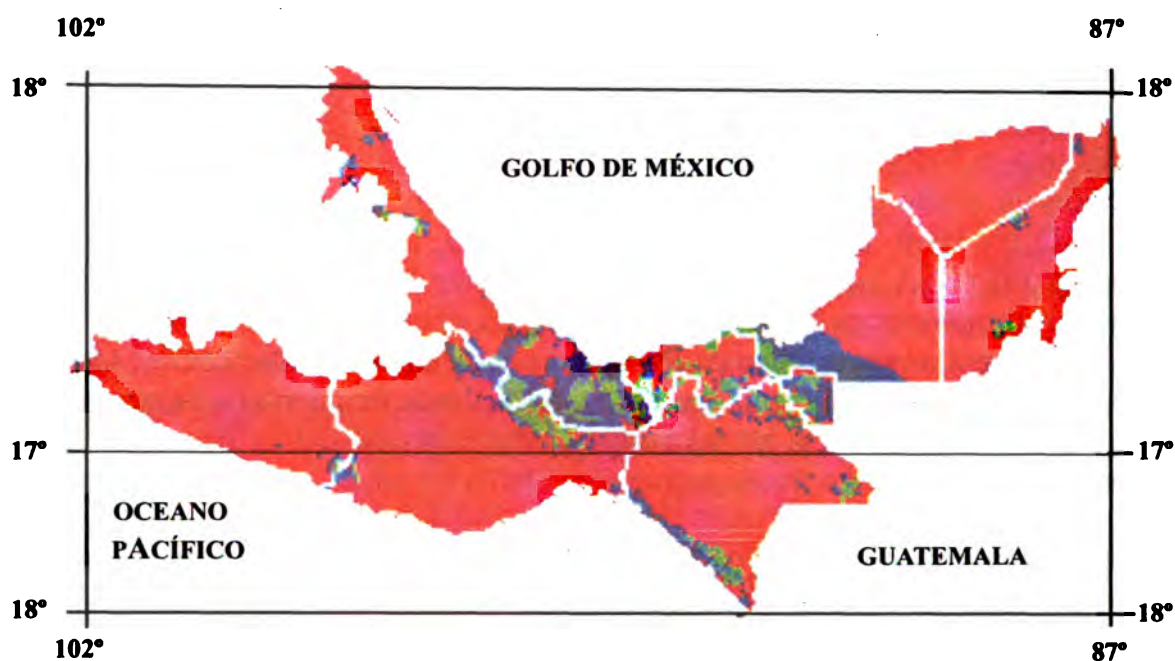 102° 87°
18° 18°
GOLFO DE MÉXICO
17° 17°
OCEANO
PACÍFICO
GUATEMALA
18° 18°
102° 87°